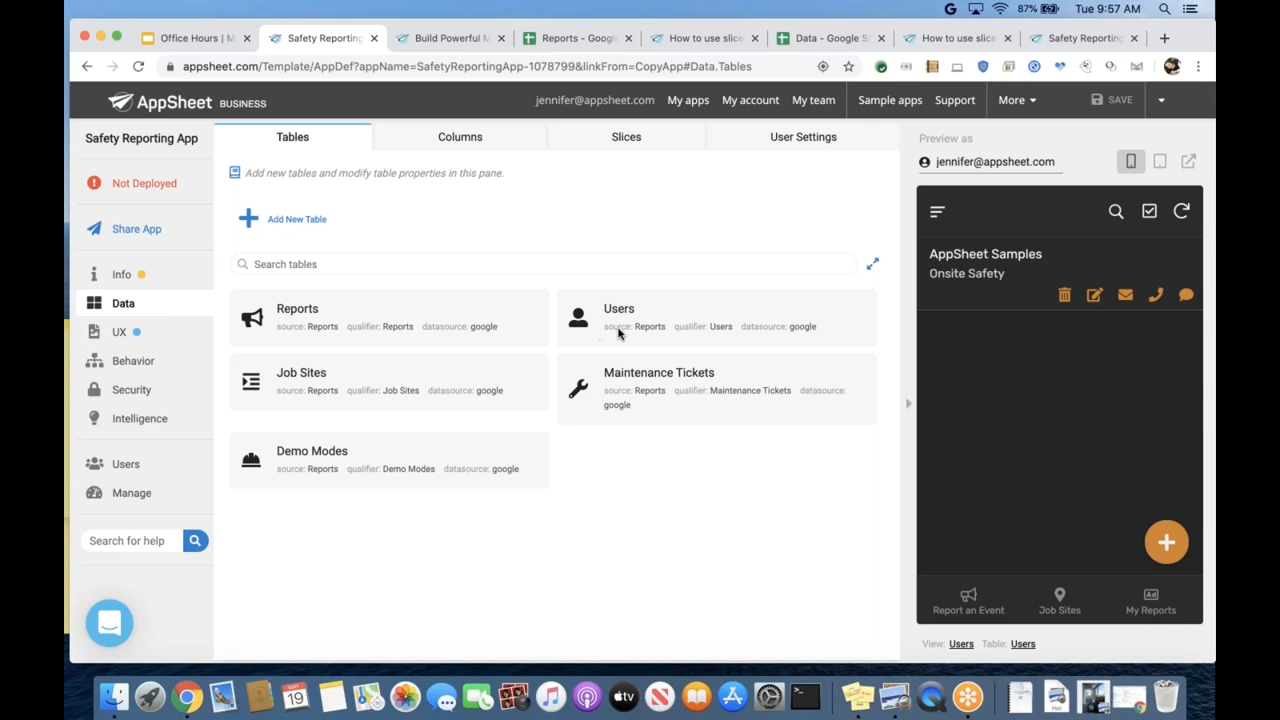 87%
Tue 9:57 AM
Office Hours | M
Safety Reporting
Build Powerful M
Reports - Google
How to use slice
Data - Google S
How to use slice
Safety Reporting
appsheet.com/Template/AppDef?appName=SafetyReportingApp-1078799&linkFrom=CopyApp#Data.Tables
AppSheet BUSINESS
jennifer@appsheet.com
My apps
My account
My team
Sample apps
Support
More
SAVE
Safety Reporting App
Not Deployed
Share App
Info
Data
UX
Behavior
Security
Intelligence
Users
Manage
Search for help
Tables
Columns
Slices
User Settings
Add new tables and modify table properties in this pane.
Add New Table
Search tables
Reports
source: Reports qualifier: Reports datasource: google
Users
source: Reports qualifier: Users datasource: google
Job Sites
source: Reports qualifier: Job Sites datasource: google
Maintenance Tickets
source: Reports qualifier: Maintenance Tickets datasource:
google
Demo Modes
source: Reports qualifier: Demo Modes datasource: google
Preview as
jennifer@appsheet.com
AppSheet Samples
Onsite Safety
Report an Event
Job Sites
Ad
My Reports
View: Users Table: Users
MAY
19
tv